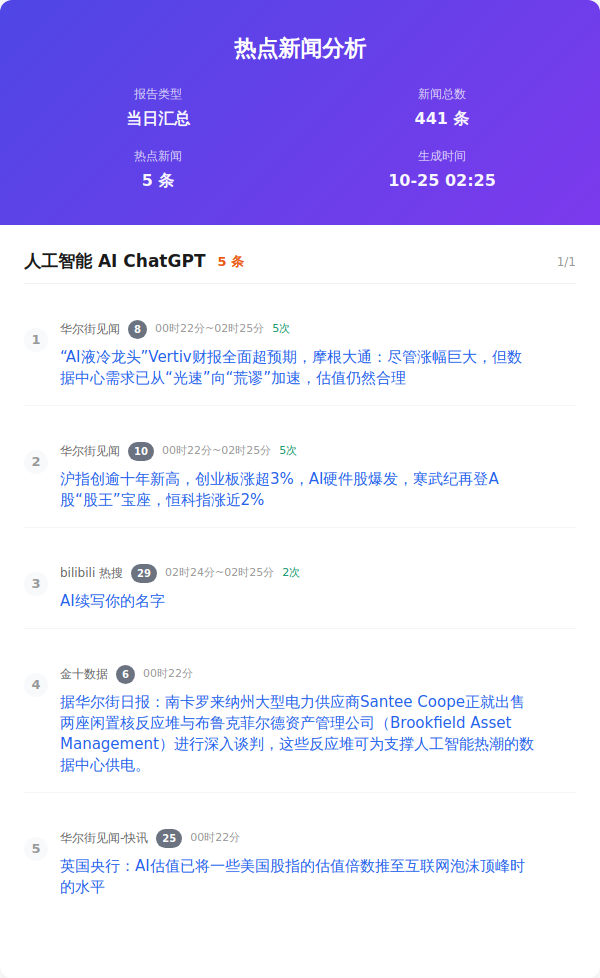 热点新闻分析
报告类型
新闻总数
当日汇总
441 条
热点新闻
生成时间
5 条
10-25 02:25
人工智能 AI ChatGPT 5 条 1/1
1
华尔街见闻 8 00时22分~02时25分 5次
“AI液冷龙头”Vertiv财报全面超预期，摩根大通：尽管涨幅巨大，但数
据中心需求已从“光速”向“荒谬”加速，估值仍然合理
2
华尔街见闻 10 00时22分~02时25分 5次
沪指创逾十年新高，创业板涨超3%，AI硬件股爆发，寒武纪再登A
股“股王”宝座，恒科指涨近2%
3
bilibili 热搜 29 02时24分~02时25分 2次
AI续写你的名字
4
金十数据 6 00时22分
据华尔街日报：南卡罗来纳州大型电力供应商Santee Coope正就出售
两座闲置核反应堆与布鲁克菲尔德资产管理公司（Brookfield Asset
Management）进行深入谈判，这些反应堆可为支撑人工智能热潮的数
据中心供电。
5
华尔街见闻-快讯 25 00时22分
英国央行：AI估值已将一些美国股指的估值倍数推至互联网泡沫顶峰时
的水平